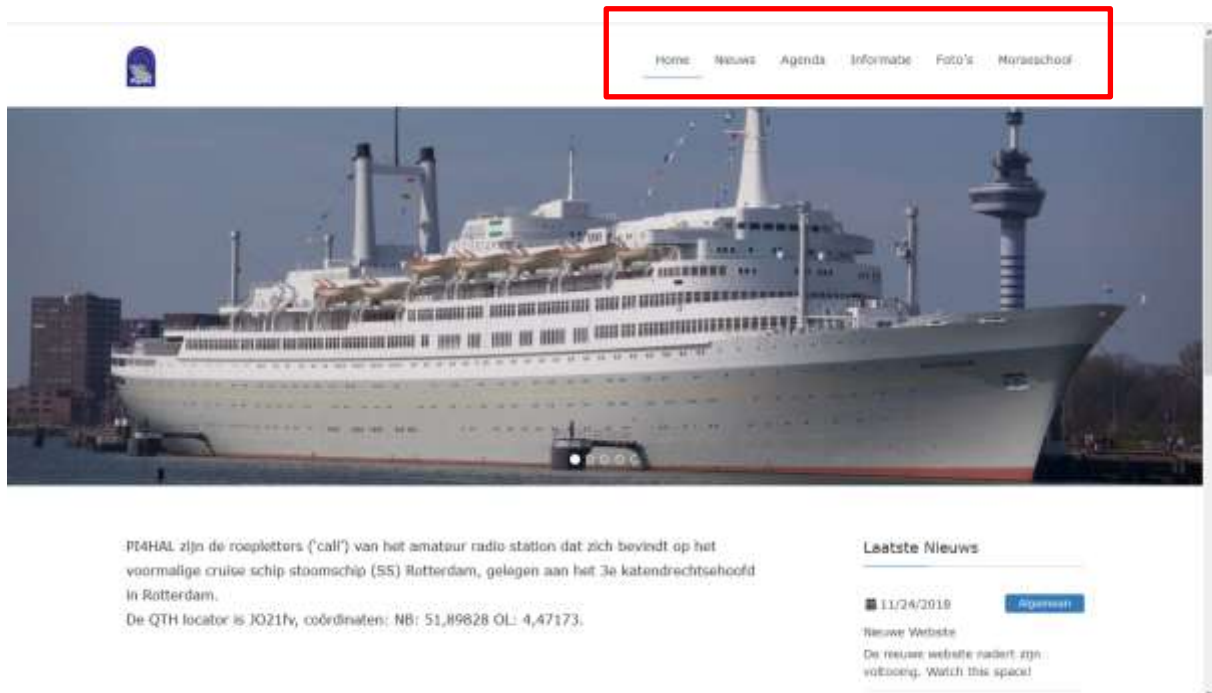 Home Nieuws Agenda Informatie Foto's Morseschool
PI4HAL zijn de roepletters ('call') van het amateur radio station dat zich bevindt op het
voormalige cruise schip stoomschip (SS) Rotterdam, gelegen aan het 3e katendrechtsehoofd
in Rotterdam.
De QTH locator is JO21fv, coördinaten: NB: 51,89828 OL: 4,47173.
Laatste Nieuws
11/24/2018 Algemeen
Nieuwe Website
De nieuwe website nadert zijn
voltooing. Watch this space!